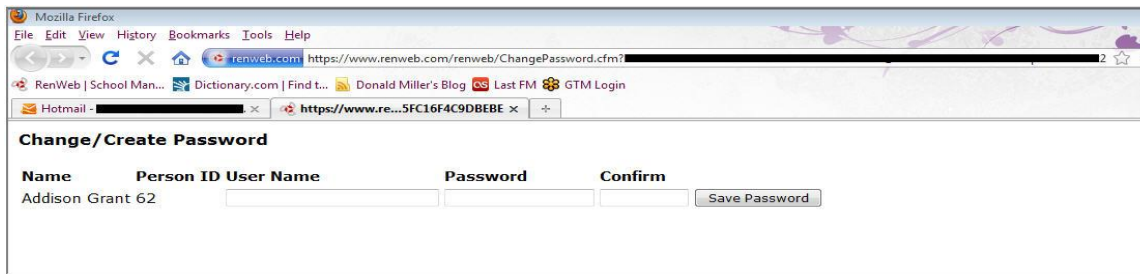 Mozilla Firefox
File Edit View History Bookmarks Tools Help
renweb.com https://www.renweb.com/renweb/ChangePassword.cfm? 2
RenWeb | School Man... Dictionary.com | Find t... Donald Miller's Blog Last FM GTM Login
Hotmail - https://www.re...5FC16F4C9DBEBE
Change/Create Password
Name Person ID User Name Password Confirm
Addison Grant 62 Save Password